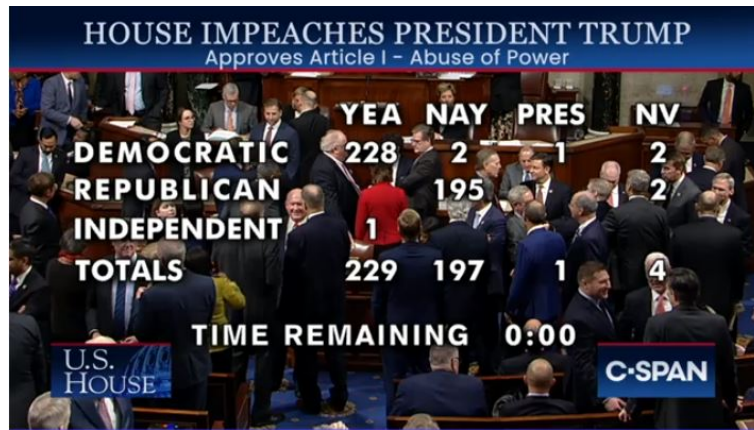 HOUSE IMPEACHES PRESIDENT TRUMP
Approves Article I - Abuse of Power
YEA NAY PRES NV
DEMOCRATIC 228 2 1 2
REPUBLICAN 195 2
INDEPENDENT 1
TOTALS 229 197 1 4
TIME REMAINING 0:00
U.S.
HOUSE
C-SPAN